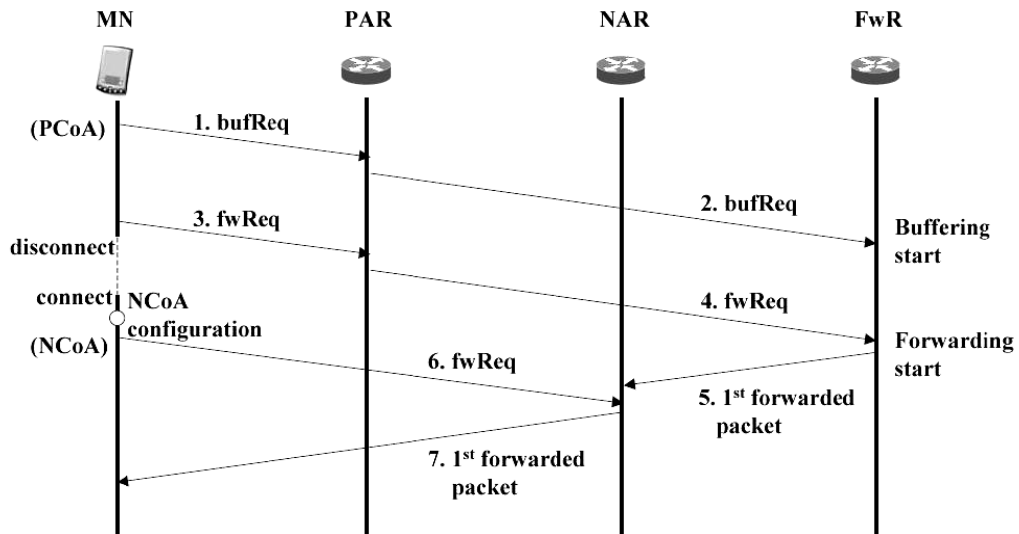 MN PAR NAR FwR
(PCoA)
1. bufReq
2. bufReq
3. fwReq
Buffering
start
disconnect
connect
NCoA
configuration
4. fwReq
(NCoA)
Forwarding
start
6. fwReq
5. 1st forwarded
packet
7. 1st forwarded
packet